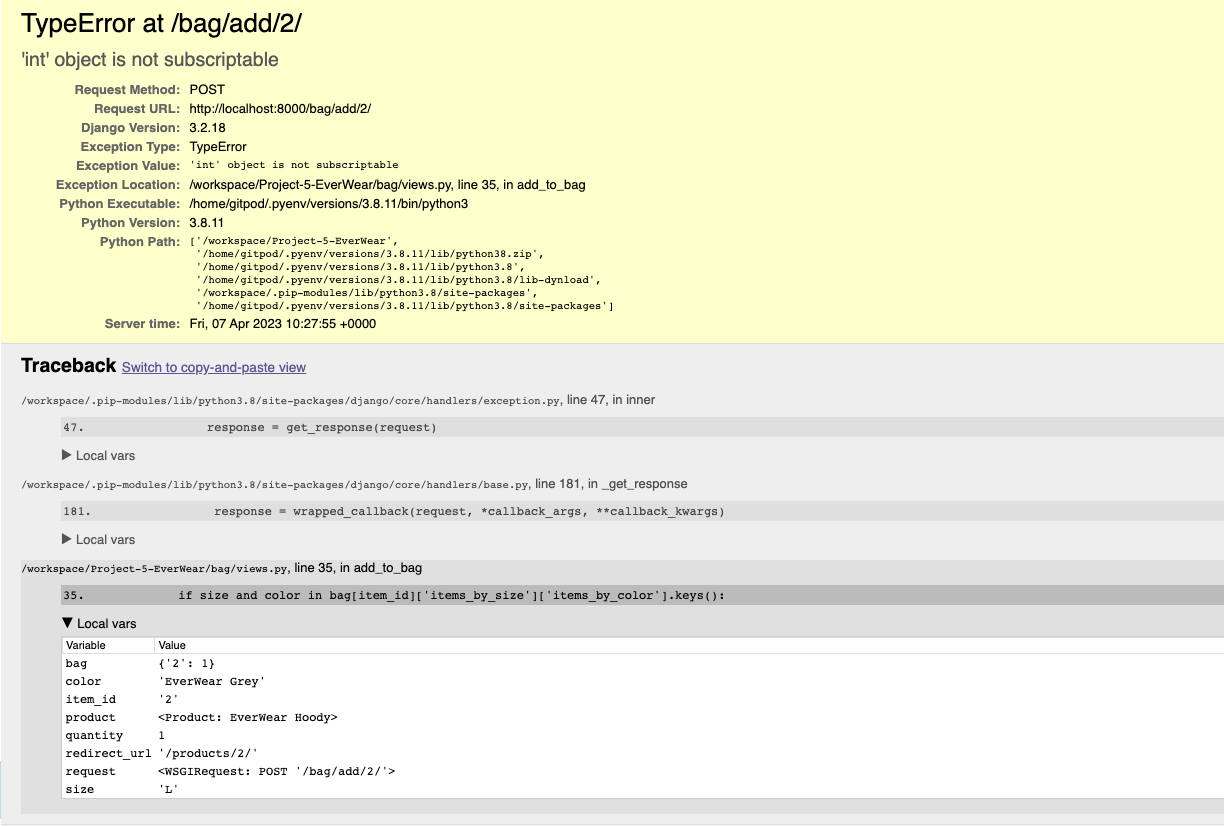 TypeError at /bag/add/2/
'int' object is not subscriptable
Request Method: POST
Request URL: http://localhost:8000/bag/add/2/
Django Version: 3.2.18
Exception Type: TypeError
Exception Value: 'int' object is not subscriptable
Exception Location: /workspace/Project-5-EverWear/bag/views.py, line 35, in add_to_bag
Python Executable: /home/gitpod/.pyenv/versions/3.8.11/bin/python3
Python Version: 3.8.11
Python Path: ['/workspace/Project-5-EverWear',
'/home/gitpod/.pyenv/versions/3.8.11/lib/python38.zip',
'/home/gitpod/.pyenv/versions/3.8.11/lib/python3.8',
'/home/gitpod/.pyenv/versions/3.8.11/lib/python3.8/lib-dynload',
'/workspace/.pip-modules/lib/python3.8/site-packages',
'/home/gitpod/.pyenv/versions/3.8.11/lib/python3.8/site-packages']
Server time: Fri, 07 Apr 2023 10:27:55 +0000
Traceback Switch to copy-and-paste view
/workspace/.pip-modules/lib/python3.8/site-packages/django/core/handlers/exception.py, line 47, in inner
47. response = get_response(request)
▶ Local vars
/workspace/.pip-modules/lib/python3.8/site-packages/django/core/handlers/base.py, line 181, in _get_response
181. response = wrapped_callback(request, *callback_args, **callback_kwargs)
▶ Local vars
/workspace/Project-5-EverWear/bag/views.py, line 35, in add_to_bag
35. if size and color in bag[item_id]['items_by_size']['items_by_color'].keys():
▼ Local vars
Variable Value
bag {'2': 1}
color 'EverWear Grey'
item_id '2'
product <Product: EverWear Hoody>
quantity 1
redirect_url '/products/2/'
request <WSGIRequest: POST '/bag/add/2/'>
size 'L'